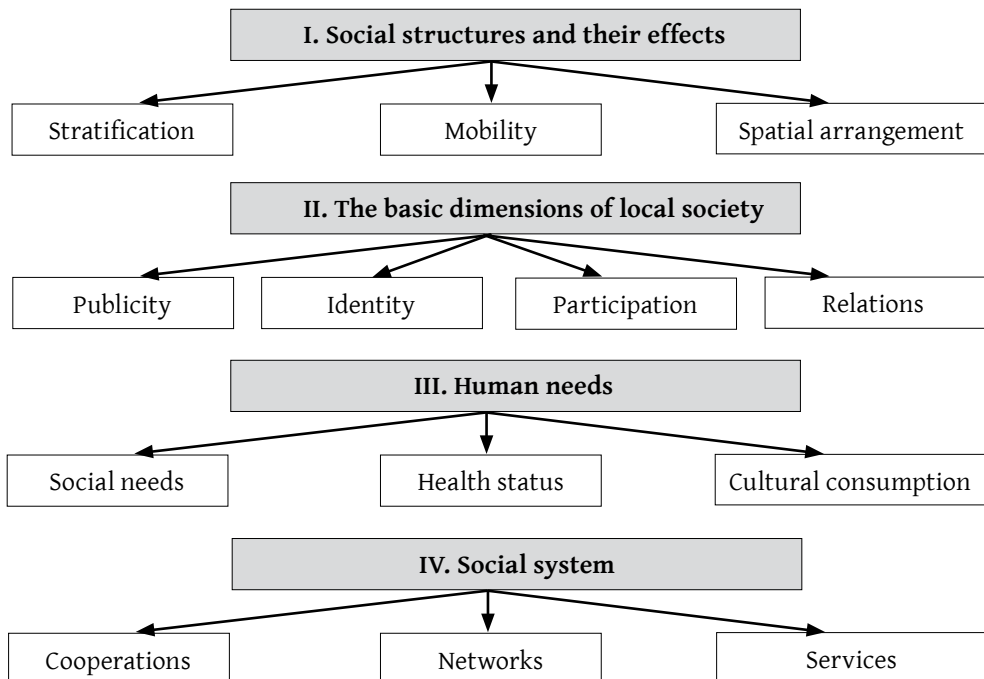 I. Social structures and their effects
Stratification
Mobility
Spatial arrangement
II. The basic dimensions of local society
Publicity
Identity
Participation
Relations
III. Human needs
Social needs
Health status
Cultural consumption
IV. Social system
Cooperations
Networks
Services